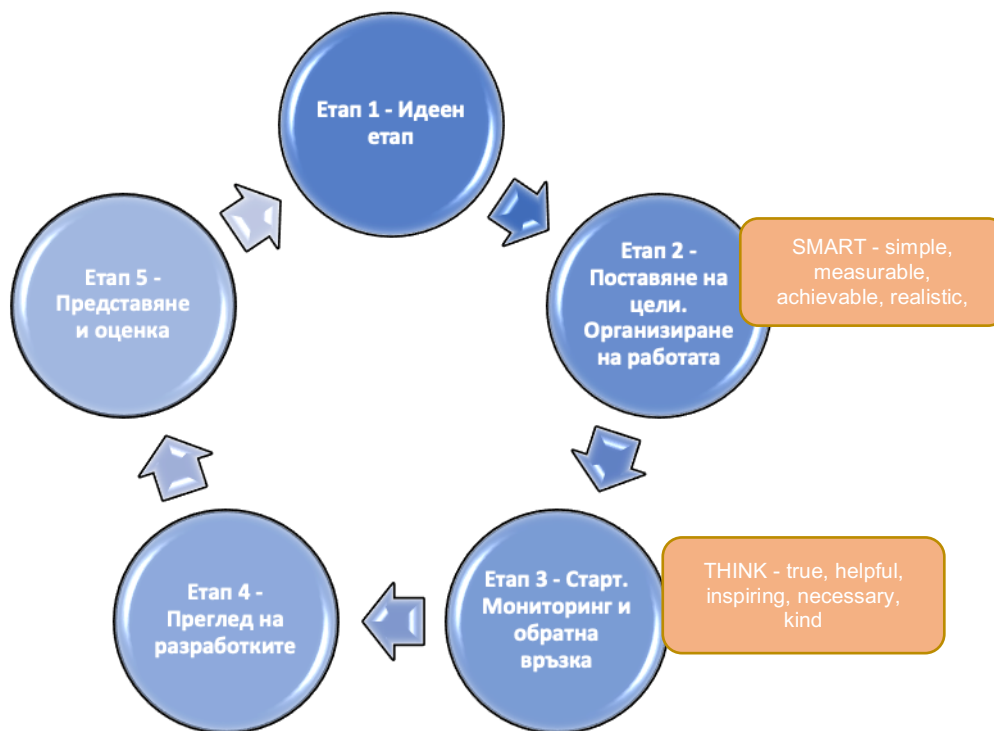 Етап 1 - Идеен
етап
Етап 2 -
Поставяне на
цели.
Организиране
на работата
SMART - simple,
measurable,
achievable, realistic,
Етап 3 - Старт.
Мониторинг и
обратна
връзка
THINK - true, helpful,
inspiring, necessary,
kind
Етап 4 -
Преглед на
разработките
Етап 5 -
Представяне
и оценка